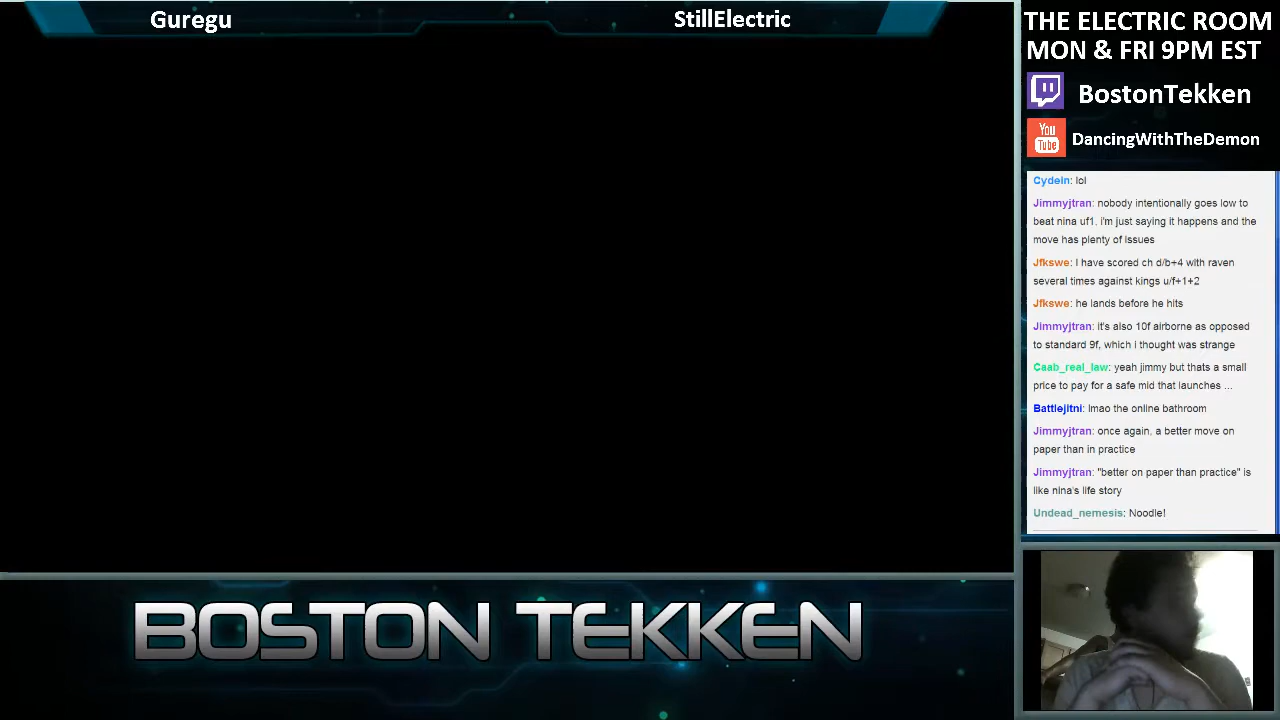 Guregu
StillElectric
THE ELECTRIC ROOM
MON & FRI 9PM EST
BostonTekken
You
Tube
DancingWithTheDemon
Cydein: lol
Jimmyjtran: nobody intentionally goes low to
beat nina uf1. i'm just saying it happens and the
move has plenty of issues
Jfkswe: I have scored ch d/b+4 with raven
several times against kings u/f+1+2
Jfkswe: he lands before he hits
Jimmyjtran: it's also 10f airborne as opposed
to standard 9f, which i thought was strange
Caab_real_law: yeah jimmy but thats a small
price to pay for a safe mid that launches ...
Battlejitni: lmao the online bathroom
Jimmyjtran: once again, a better move on
paper than in practice
Jimmyjtran: "better on paper than practice" is
like nina's life story
Undead_nemesis: Noodle!
BOSTON TEKKEN